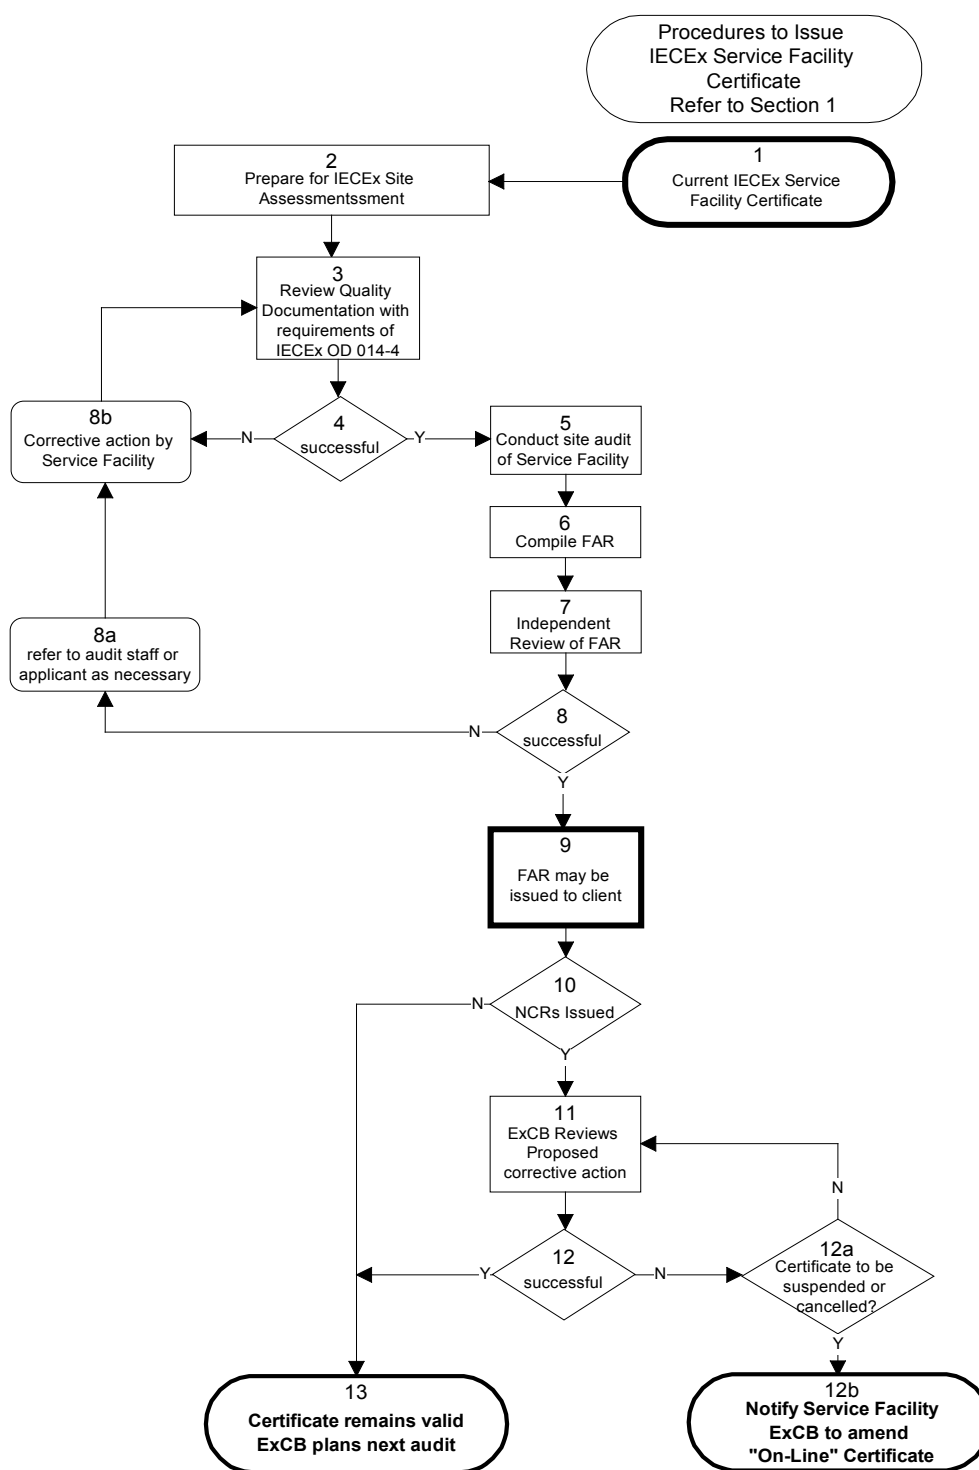 Procedures to Issue
IECEx Service Facility
Certificate
Refer to Section 1
1
Current IECEx Service
Facility Certificate
2
Prepare for IECEx Site
Assessmentssment
3
Review Quality
Documentation with
requirements of
IECEx OD 014-4
4
successful
N
Y
8b
Corrective action by
Service Facility
5
Conduct site audit
of Service Facility
6
Compile FAR
7
Independent
Review of FAR
8a
refer to audit staff or
applicant as necessary
8
successful
N
Y
9
FAR may be
issued to client
10
NCRs Issued
N
Y
11
ExCB Reviews
Proposed
corrective action
N
12
successful
Y
N
12a
Certificate to be
suspended or
cancelled?
Y
13
Certificate remains valid
ExCB plans next audit
12b
Notify Service Facility
ExCB to amend
"On-Line" Certificate